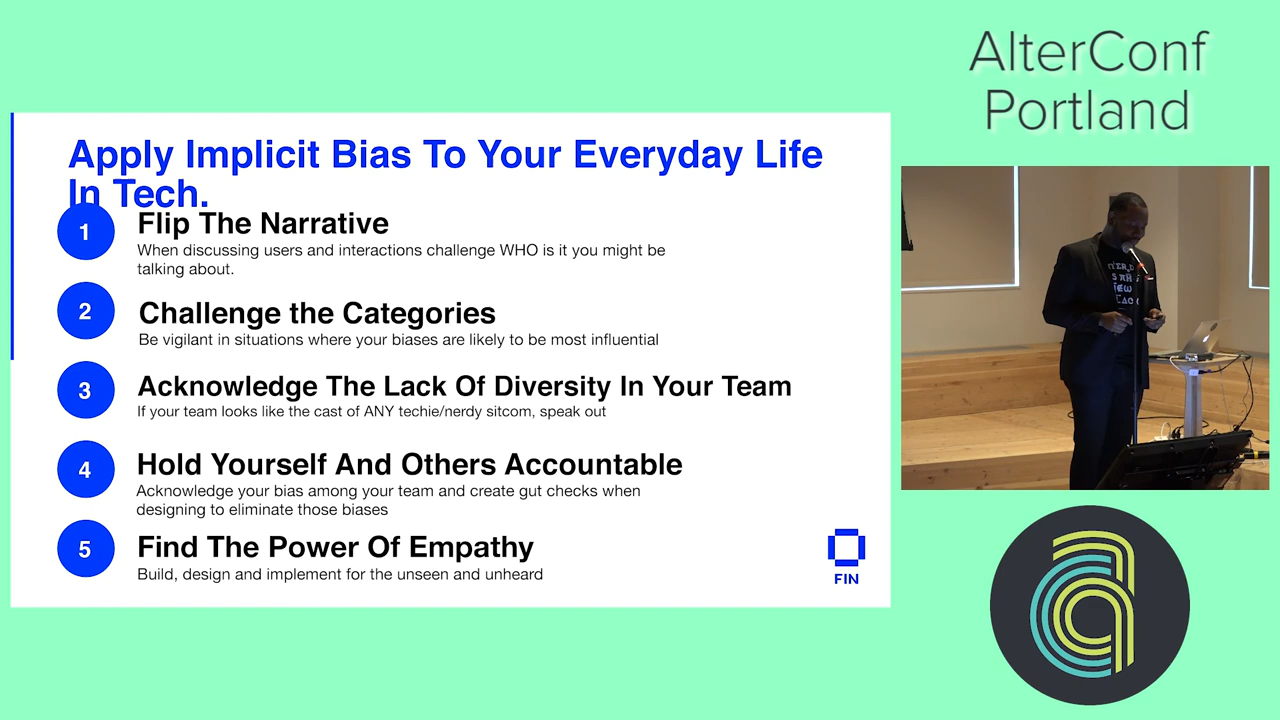 AlterConf
Portland
Apply Implicit Bias To Your Everyday Life
In Tech.
1
Flip The Narrative
When discussing users and interactions challenge WHO is it you might be
talking about.
2
Challenge the Categories
Be vigilant in situations where your biases are likely to be most influential
3
Acknowledge The Lack Of Diversity In Your Team
If your team looks like the cast of ANY techie/nerdy sitcom, speak out
4
Hold Yourself And Others Accountable
Acknowledge your bias among your team and create gut checks when
designing to eliminate those biases
5
Find The Power Of Empathy
Build, design and implement for the unseen and unheard
FIN